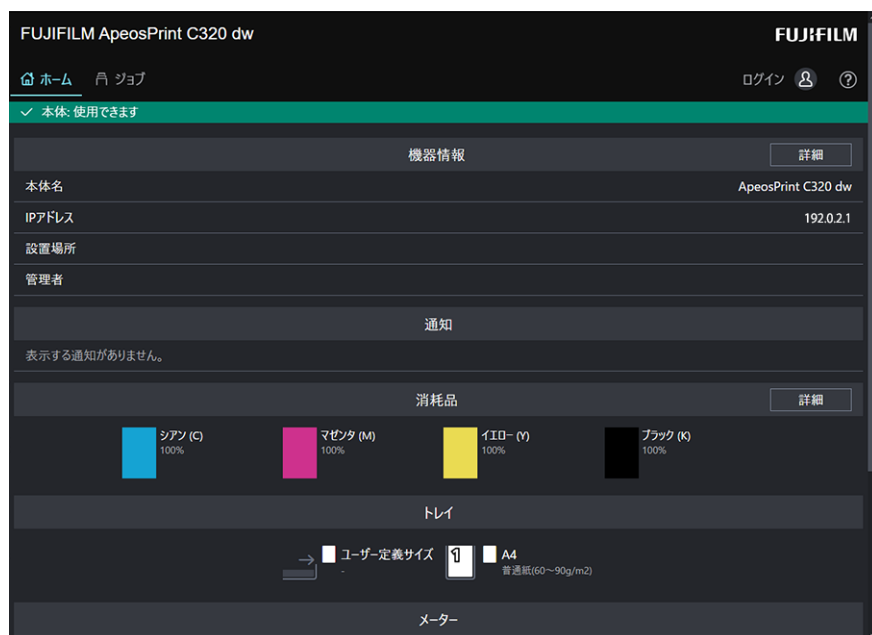 FUJIFILM ApeosPrint C320 dw
FUJIFILM
ホーム ジョブ ログイン ?
本体: 使用できます
機器情報 詳細
本体名 ApeosPrint C320 dw
IPアドレス 192.0.2.1
設置場所
管理者
通知
表示する通知がありません。
消耗品 詳細
シアン (C) マゼンタ (M) イエロー (Y) ブラック (K)
100% 100% 100% 100%
トレイ
ユーザー定義サイズ 1 A4
- 普通紙(60～90g/m2)
メーター